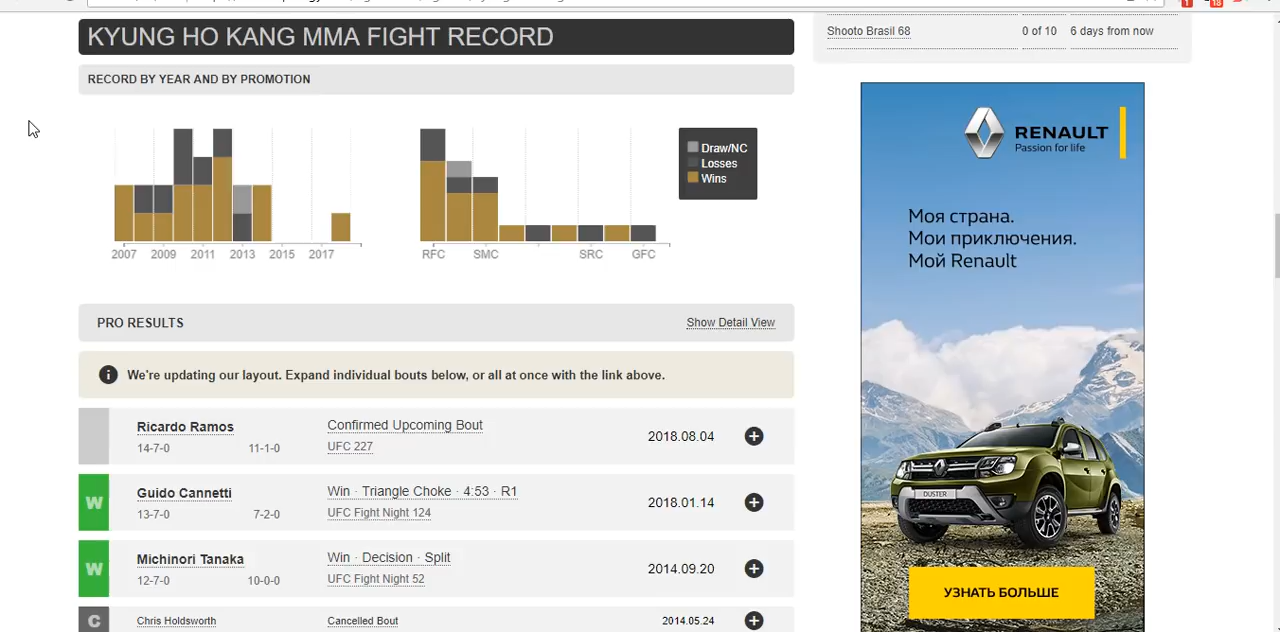 KYUNG HO KANG MMA FIGHT RECORD
RECORD BY YEAR AND BY PROMOTION
2007 2009 2011 2013 2015 2017
RFC SMC SRC GFC
Draw/NC
Losses
Wins
PRO RESULTS
Show Detail View
We're updating our layout. Expand individual bouts below, or all at once with the link above.
Ricardo Ramos Confirmed Upcoming Bout 2018.08.04
14-7-0 11-1-0 UFC 227
W
Guido Cannetti Win · Triangle Choke · 4:53 · R1 2018.01.14
13-7-0 7-2-0 UFC Fight Night 124
W
Michinori Tanaka Win · Decision · Split 2014.09.20
12-7-0 10-0-0 UFC Fight Night 52
C Chris Holdsworth Cancelled Bout 2014.05.24
Shooto Brasil 68 0 of 10 6 days from now
RENAULT
Passion for life
Моя страна.
Мои приключения.
Мой Renault
DUSTER
УЗНАТЬ БОЛЬШЕ